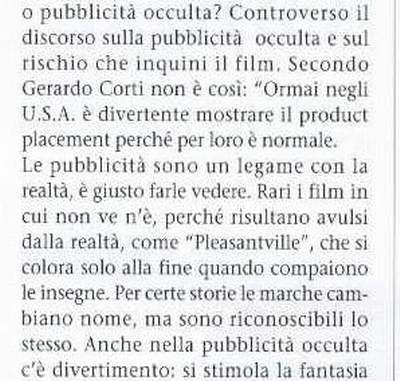 o pubblicità occulta? Controverso il
discorso sulla pubblicità occulta e sul
rischio che inquini il film. Secondo
Gerardo Corti non è così: “Ormai negli
U.S.A. è divertente mostrare il product
placement perché per loro è normale.
Le pubblicità sono un legame con la
realtà, è giusto farle vedere. Rari i film in
cui non ve n’è, perché risultano avulsi
dalla realtà, come “Pleasantville”, che si
colora solo alla fine quando compaiono
le insegne. Per certe storie le marche cam-
biano nome, ma sono riconoscibili lo
stesso. Anche nella pubblicità occulta
c’è divertimento: si stimola la fantasia